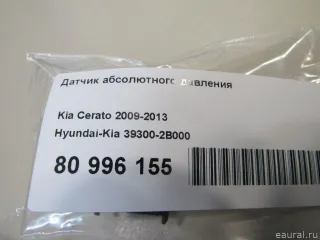 Датчик абсолютного давления
Kia Cerato 2009-2013
Hyundai-Kia 39300-2B000
80 996 155
eaural.ru